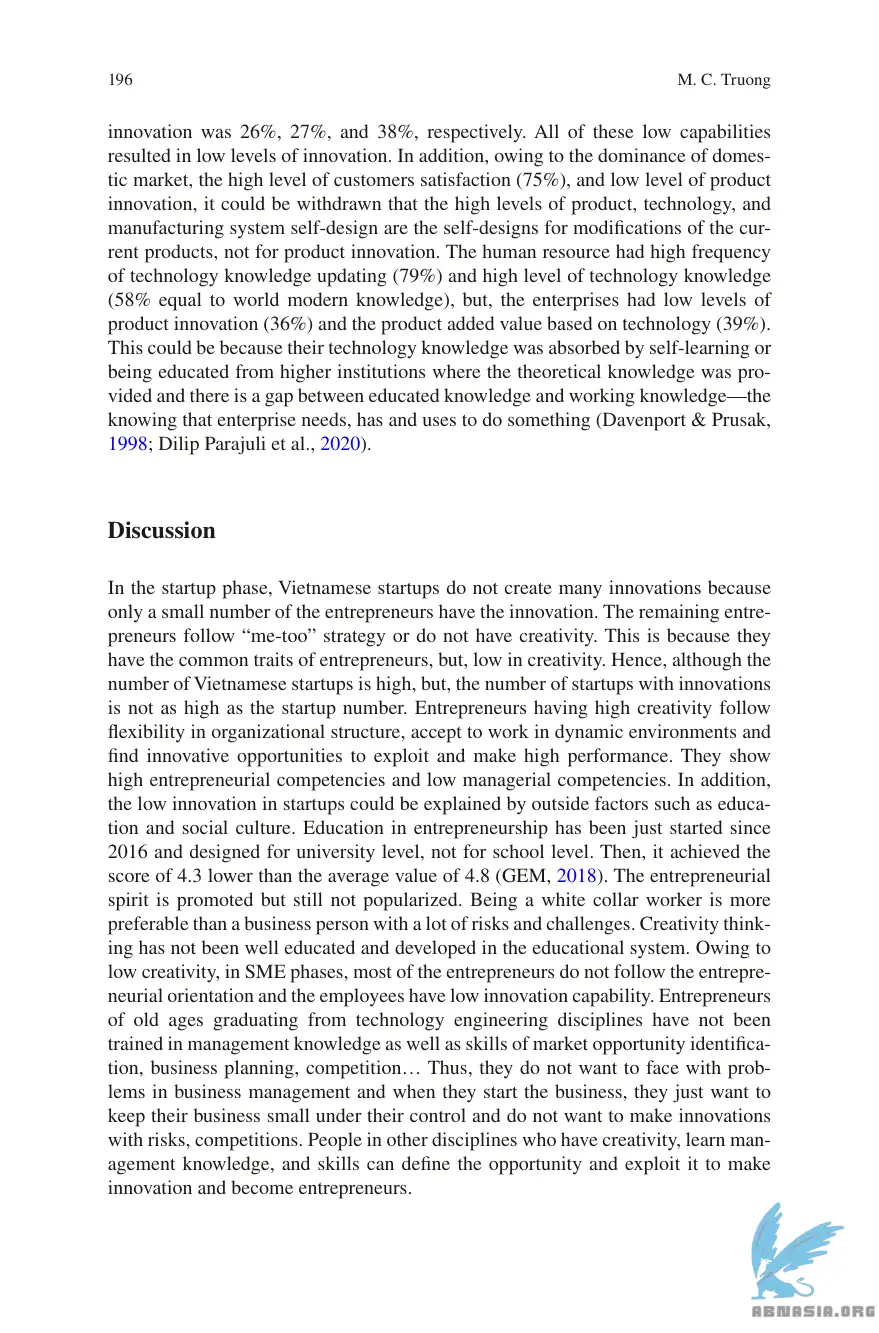 196
M. C. Truong
innovation was 26%, 27%, and 38%, respectively. All of these low capabilities
resulted in low levels of innovation. In addition, owing to the dominance of domes-
tic market, the high level of customers satisfaction (75%), and low level of product
innovation, it could be withdrawn that the high levels of product, technology, and
manufacturing system self-design are the self-designs for modifications of the cur-
rent products, not for product innovation. The human resource had high frequency
of technology knowledge updating (79%) and high level of technology knowledge
(58% equal to world modern knowledge), but, the enterprises had low levels of
product innovation (36%) and the product added value based on technology (39%).
This could be because their technology knowledge was absorbed by self-learning or
being educated from higher institutions where the theoretical knowledge was pro-
vided and there is a gap between educated knowledge and working knowledge—the
knowing that enterprise needs, has and uses to do something (Davenport & Prusak,
1998; Dilip Parajuli et al., 2020).
Discussion
In the startup phase, Vietnamese startups do not create many innovations because
only a small number of the entrepreneurs have the innovation. The remaining entre-
preneurs follow “me-too” strategy or do not have creativity. This is because they
have the common traits of entrepreneurs, but, low in creativity. Hence, although the
number of Vietnamese startups is high, but, the number of startups with innovations
is not as high as the startup number. Entrepreneurs having high creativity follow
flexibility in organizational structure, accept to work in dynamic environments and
find innovative opportunities to exploit and make high performance. They show
high entrepreneurial competencies and low managerial competencies. In addition,
the low innovation in startups could be explained by outside factors such as educa-
tion and social culture. Education in entrepreneurship has been just started since
2016 and designed for university level, not for school level. Then, it achieved the
score of 4.3 lower than the average value of 4.8 (GEM, 2018). The entrepreneurial
spirit is promoted but still not popularized. Being a white collar worker is more
preferable than a business person with a lot of risks and challenges. Creativity think-
ing has not been well educated and developed in the educational system. Owing to
low creativity, in SME phases, most of the entrepreneurs do not follow the entrepre-
neurial orientation and the employees have low innovation capability. Entrepreneurs
of old ages graduating from technology engineering disciplines have not been
trained in management knowledge as well as skills of market opportunity identifica-
tion, business planning, competition… Thus, they do not want to face with prob-
lems in business management and when they start the business, they just want to
keep their business small under their control and do not want to make innovations
with risks, competitions. People in other disciplines who have creativity, learn man-
agement knowledge, and skills can define the opportunity and exploit it to make
innovation and become entrepreneurs.
ABNASIA.ORG